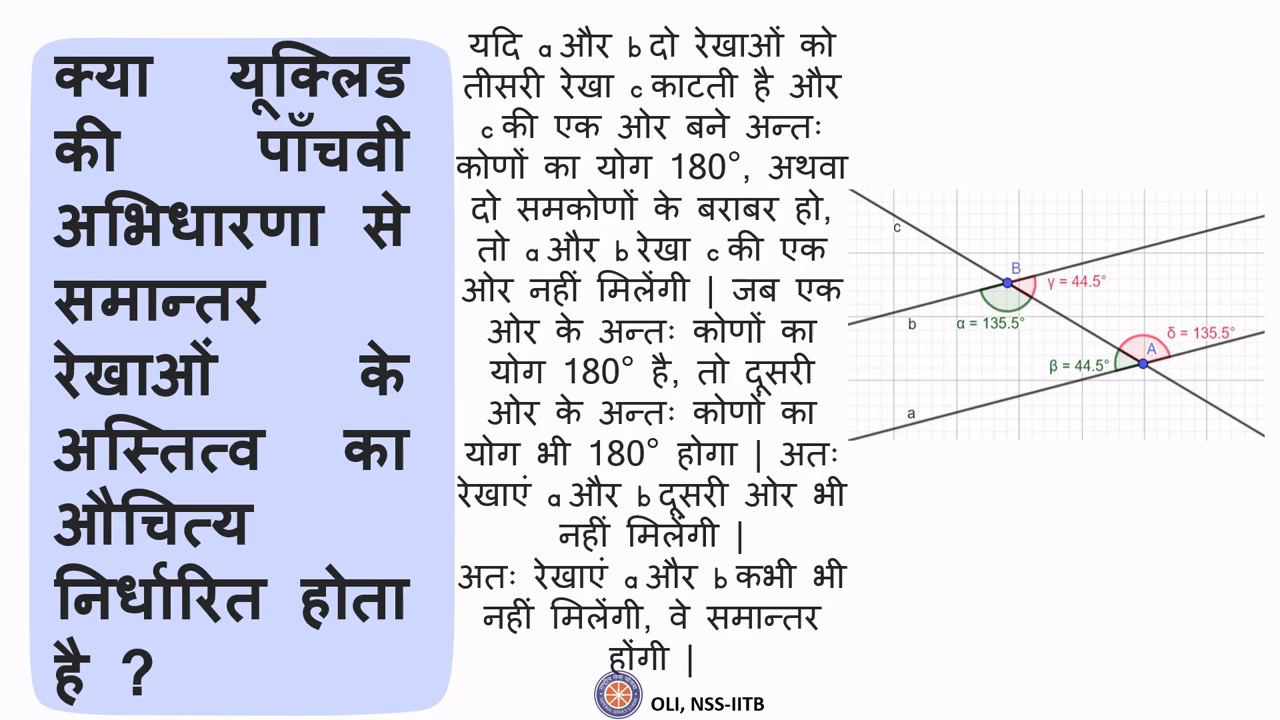 क्या यूक्लिड
की पाँचवी
अभिधारणा से
समान्तर
रेखाओं के
अस्तित्व का
औचित्य
निर्धारित होता
है ?
यदि a और b दो रेखाओं को
तीसरी रेखा c काटती है और
c की एक ओर बने अन्तः
कोणों का योग 180°, अथवा
दो समकोणों के बराबर हो,
तो a और b रेखा c की एक
ओर नहीं मिलेंगी | जब एक
ओर के अन्तः कोणों का
योग 180° है, तो दूसरी
ओर के अन्तः कोणों का
योग भी 180° होगा | अतः
रेखाएं a और b दूसरी ओर भी
नहीं मिलेंगी |
अतः रेखाएं a और b कभी भी
नहीं मिलेंगी, वे समान्तर
होंगी |
c
B
γ = 44.5°
b
α = 135.5°
δ = 135.5°
A
β = 44.5°
a
OLI, NSS-IITB